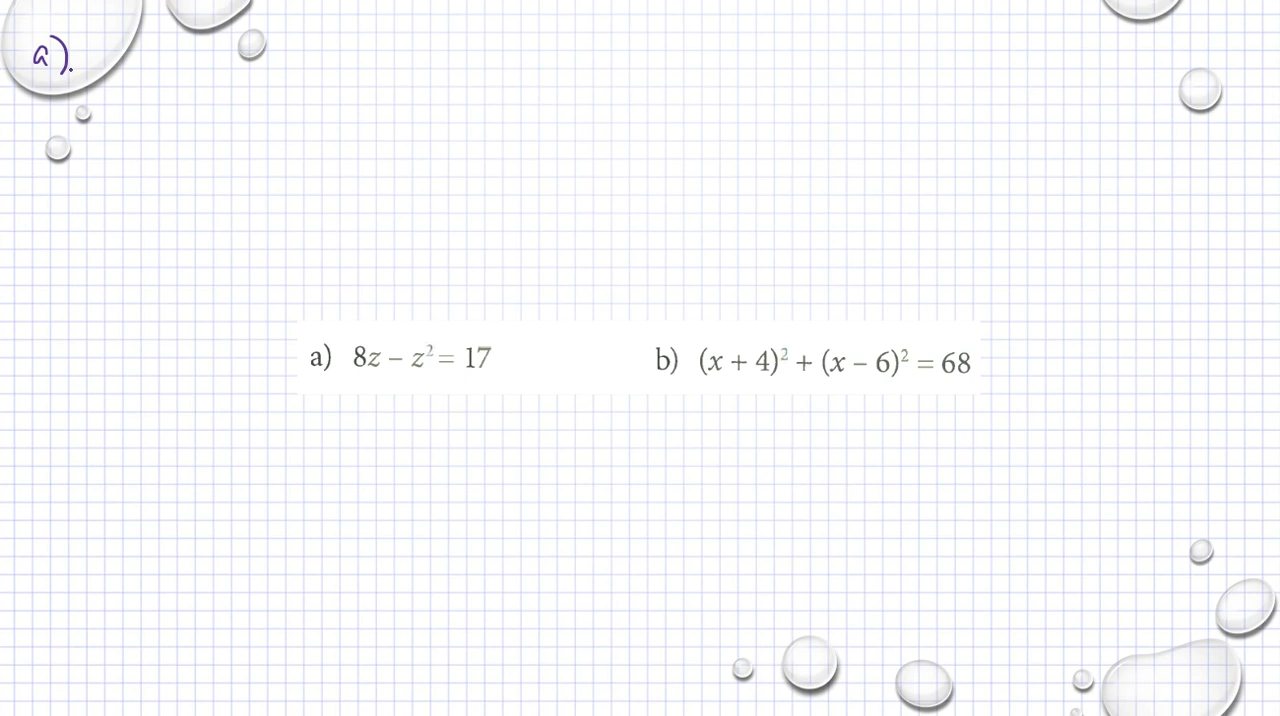 a).
a) 8z – z² = 17
b) (x + 4)² + (x – 6)² = 68